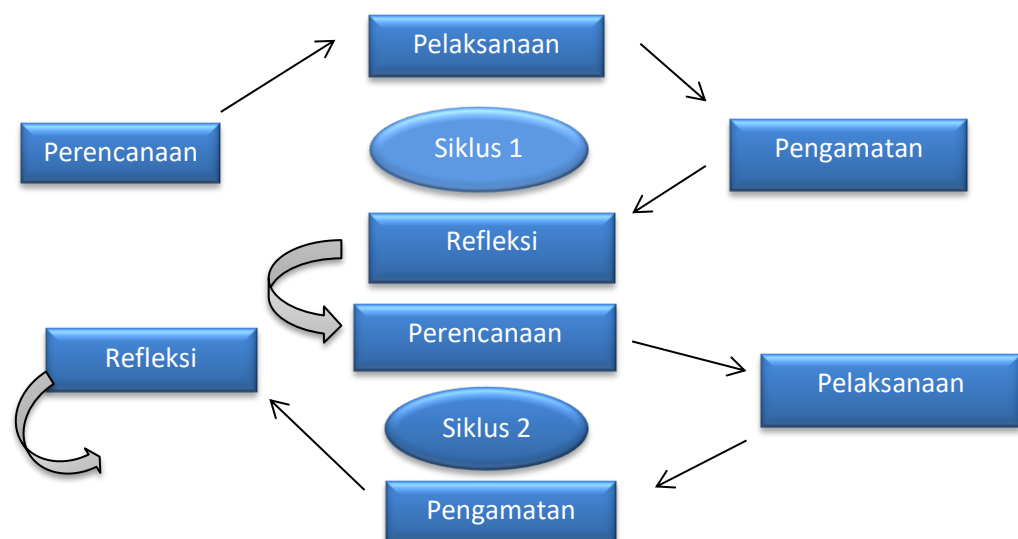 Pelaksanaan
Perencanaan
Siklus 1
Pengamatan
Refleksi
Perencanaan
Refleksi
Pelaksanaan
Siklus 2
Pengamatan